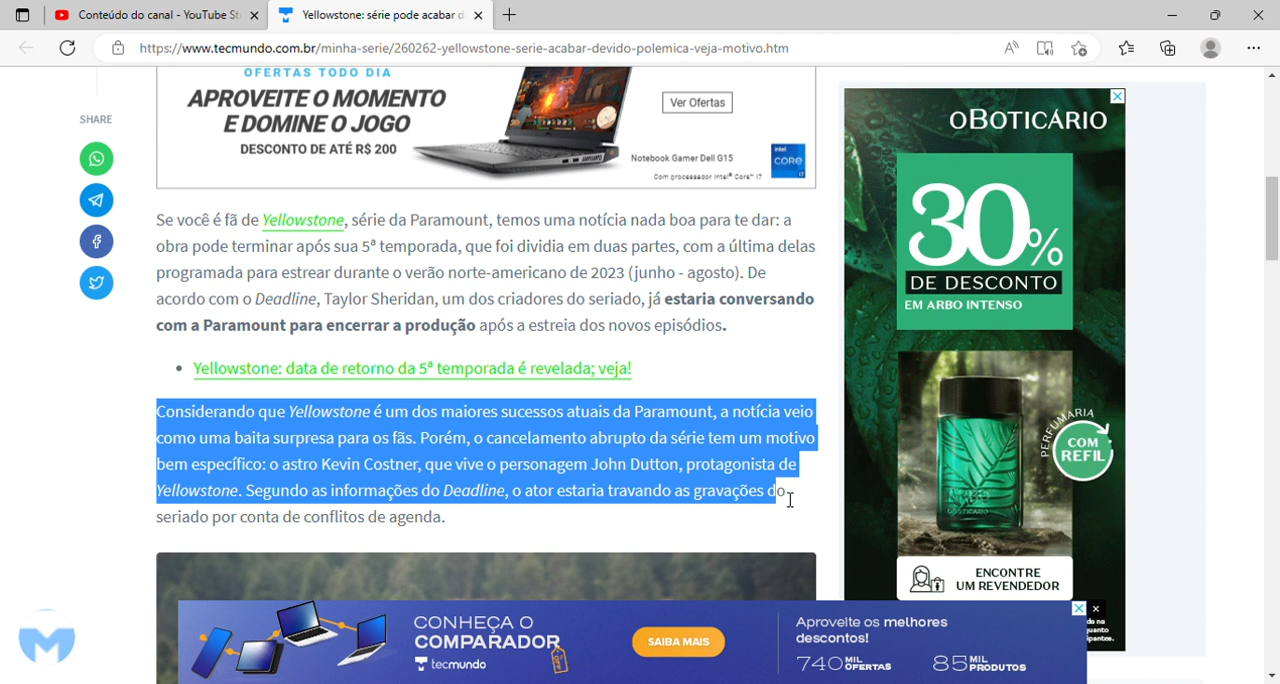 Conteúdo do canal - YouTube St
Yellowstone: série pode acabar d
https://www.tecmundo.com.br/minha-serie/260262-yellowstone-serie-acabar-devido-polemica-veja-motivo.htm
SHARE
OFERTAS TODO DIA
APROVEITE O MOMENTO
E DOMINE O JOGO
DESCONTO DE ATÉ R$ 200
Ver Ofertas
Notebook Gamer Dell G15
Com processador Intel® Core™ i7
intel
CORE
i7
Se você é fã de Yellowstone, série da Paramount, temos uma notícia nada boa para te dar: a
obra pode terminar após sua 5ª temporada, que foi dividia em duas partes, com a última delas
programada para estrear durante o verão norte-americano de 2023 (junho - agosto). De
acordo com o Deadline, Taylor Sheridan, um dos criadores do seriado, já estaria conversando
com a Paramount para encerrar a produção após a estreia dos novos episódios.
• Yellowstone: data de retorno da 5ª temporada é revelada; veja!
Considerando que Yellowstone é um dos maiores sucessos atuais da Paramount, a notícia veio
como uma baita surpresa para os fãs. Porém, o cancelamento abrupto da série tem um motivo
bem específico: o astro Kevin Costner, que vive o personagem John Dutton, protagonista de
Yellowstone. Segundo as informações do Deadline, o ator estaria travando as gravações do
seriado por conta de conflitos de agenda.
oBOTICÁRIO
30%
DE DESCONTO
EM ARBO INTENSO
PERFUMARIA
COM
REFIL
ENCONTRE
UM REVENDEDOR
CONHEÇA O
COMPARADOR
tecmundo
SAIBA MAIS
Aproveite os melhores
descontos!
740 MIL OFERTAS
85 MIL PRODUTOS